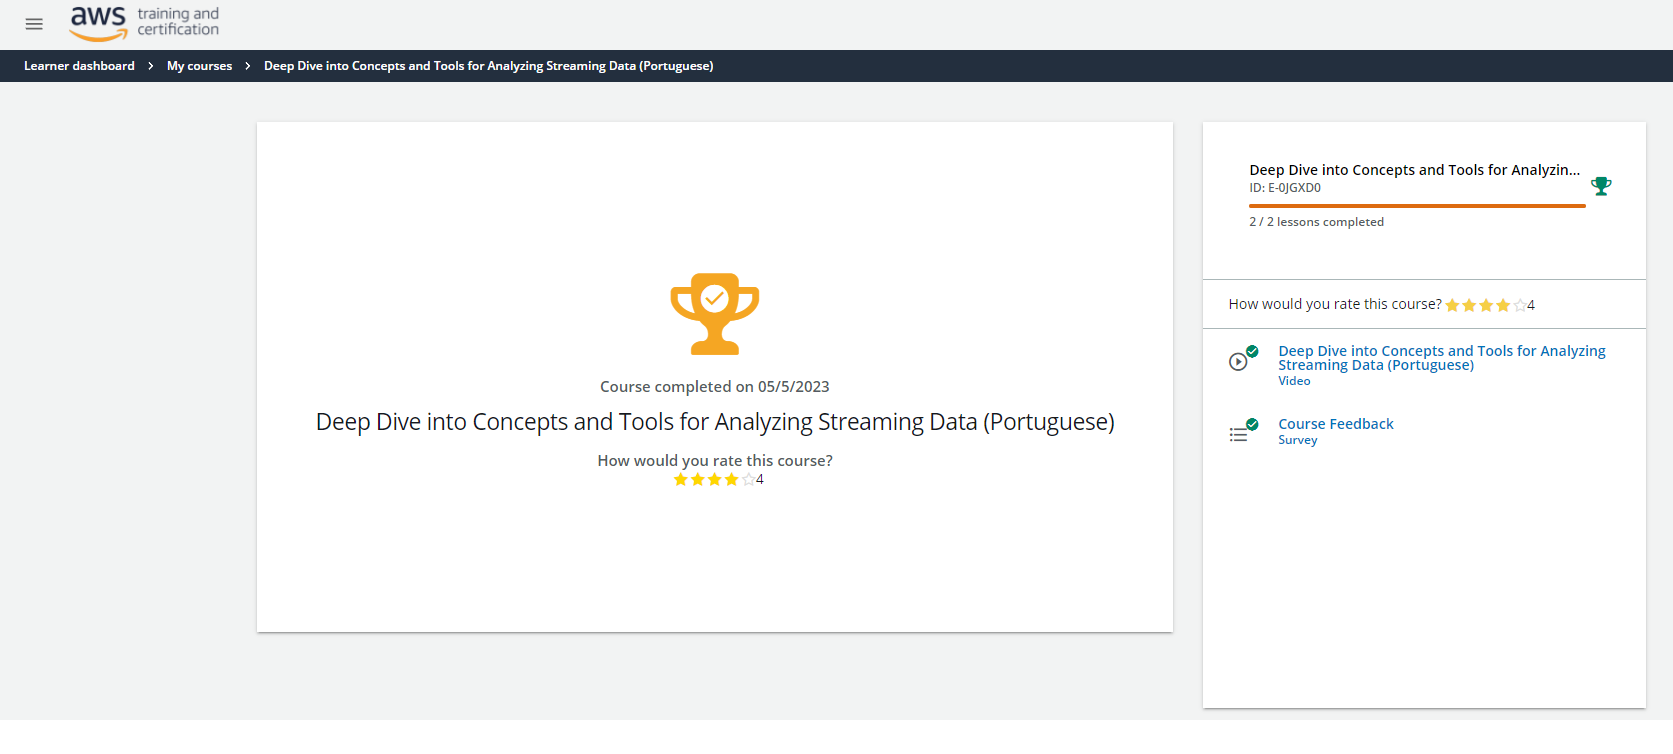 aws training and
certification
Learner dashboard > My courses > Deep Dive into Concepts and Tools for Analyzing Streaming Data (Portuguese)
Course completed on 05/5/2023
Deep Dive into Concepts and Tools for Analyzing Streaming Data (Portuguese)
How would you rate this course?
4
Deep Dive into Concepts and Tools for Analyzin...
ID: E-0JGXD0
2 / 2 lessons completed
How would you rate this course? 4
Deep Dive into Concepts and Tools for Analyzing
Streaming Data (Portuguese)
Video
Course Feedback
Survey